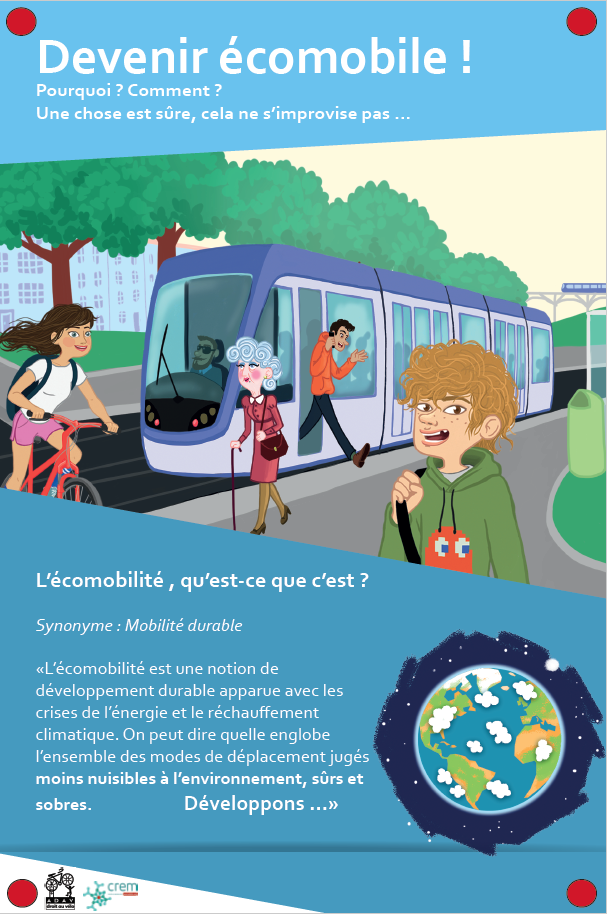 Devenir écomobile !
Pourquoi ? Comment ?
Une chose est sûre, cela ne s'improvise pas ...
L'écomobilité , qu'est-ce que c'est ?
Synonyme : Mobilité durable
«L'écomobilité est une notion de
développement durable apparue avec les
crises de l'énergie et le réchauffement
climatique. On peut dire quelle englobe
l'ensemble des modes de déplacement jugés
moins nuisibles à l'environnement, sûrs et
sobres. Développons ...»
ADAV
droit au vélo
crem